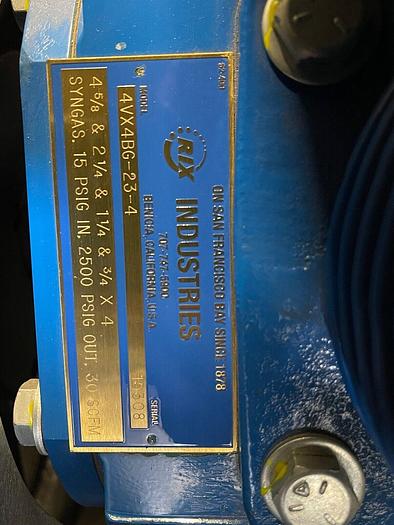 ON SAN FRANCISCO BAY SINCE 1878
RIX INDUSTRIES
707-747-5900
BENICIA, CALIFORNIA, U.S.A.
MODEL
SERIAL
4VX4BG-23-4
4 5/8 & 2 1/4 & 1 1/4 & 3/4 X 4
SYNGAS. 15 PSIG IN. 2500 PSIG OUT. 30 SCFM